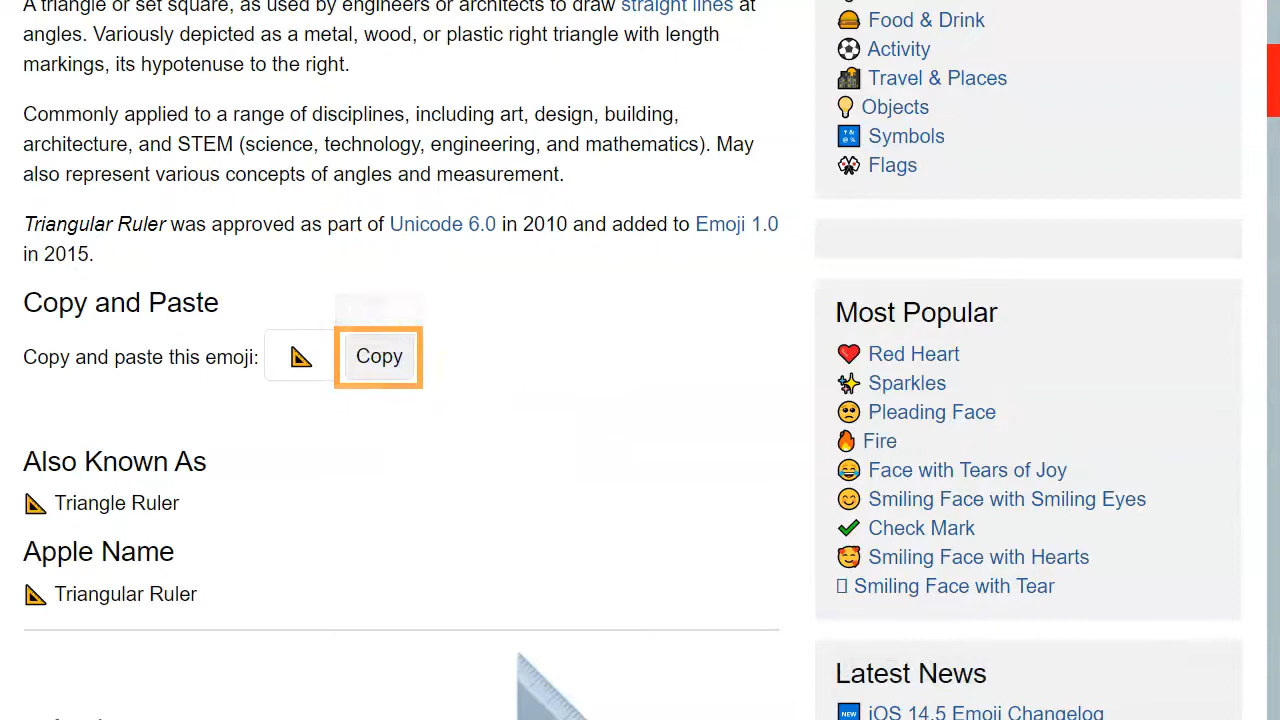 A triangle or set square, as used by engineers or architects to draw straight lines at
angles. Variously depicted as a metal, wood, or plastic right triangle with length
markings, its hypotenuse to the right.
Commonly applied to a range of disciplines, including art, design, building,
architecture, and STEM (science, technology, engineering, and mathematics). May
also represent various concepts of angles and measurement.
Triangular Ruler was approved as part of Unicode 6.0 in 2010 and added to Emoji 1.0
in 2015.
Copy and Paste
Copy and paste this emoji: 📐 Copy
Also Known As
📐 Triangle Ruler
Apple Name
📐 Triangular Ruler
Food & Drink
Activity
Travel & Places
Objects
Symbols
Flags
Most Popular
Red Heart
Sparkles
Pleading Face
Fire
Face with Tears of Joy
Smiling Face with Smiling Eyes
Check Mark
Smiling Face with Hearts
Smiling Face with Tear
Latest News
NEW iOS 14.5 Emoji Changelog